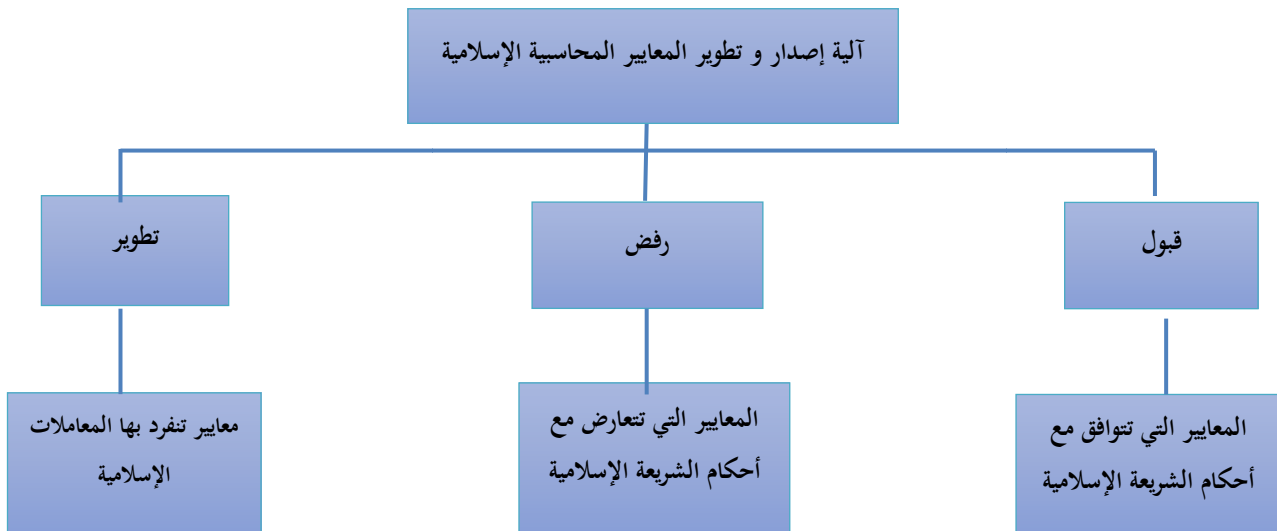 آلية إصدار و تطوير المعايير المحاسبية الإسلامية
قبول
رفض
تطوير
المعايير التي تتوافق مع
أحكام الشريعة الإسلامية
المعايير التي تتعارض مع
أحكام الشريعة الإسلامية
معايير تنفرد بها المعاملات
الإسلامية